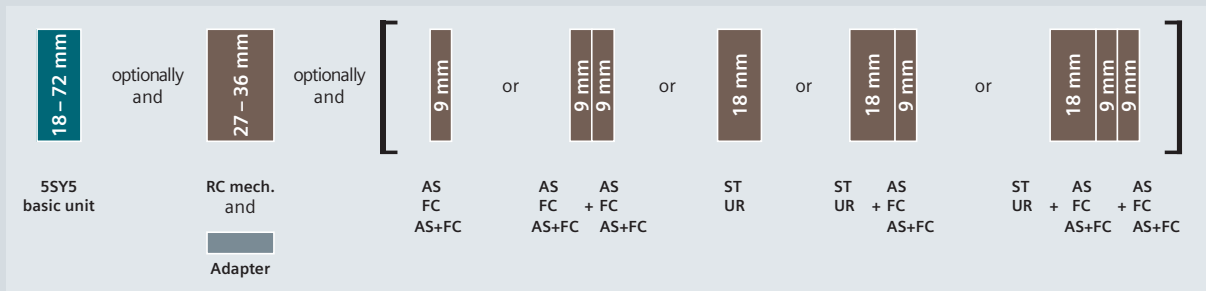 18 – 72 mm
optionally
and
27 – 36 mm
optionally
and
9 mm
or
9 mm
9 mm
or
18 mm
or
18 mm
9 mm
or
18 mm
9 mm
9 mm
5SY5
basic unit
RC mech.
and
Adapter
AS
FC
AS+FC
AS AS
FC + FC
AS+FC AS+FC
ST
UR
ST AS
UR + FC
AS+FC
ST AS AS
UR + FC + FC
AS+FC AS+FC